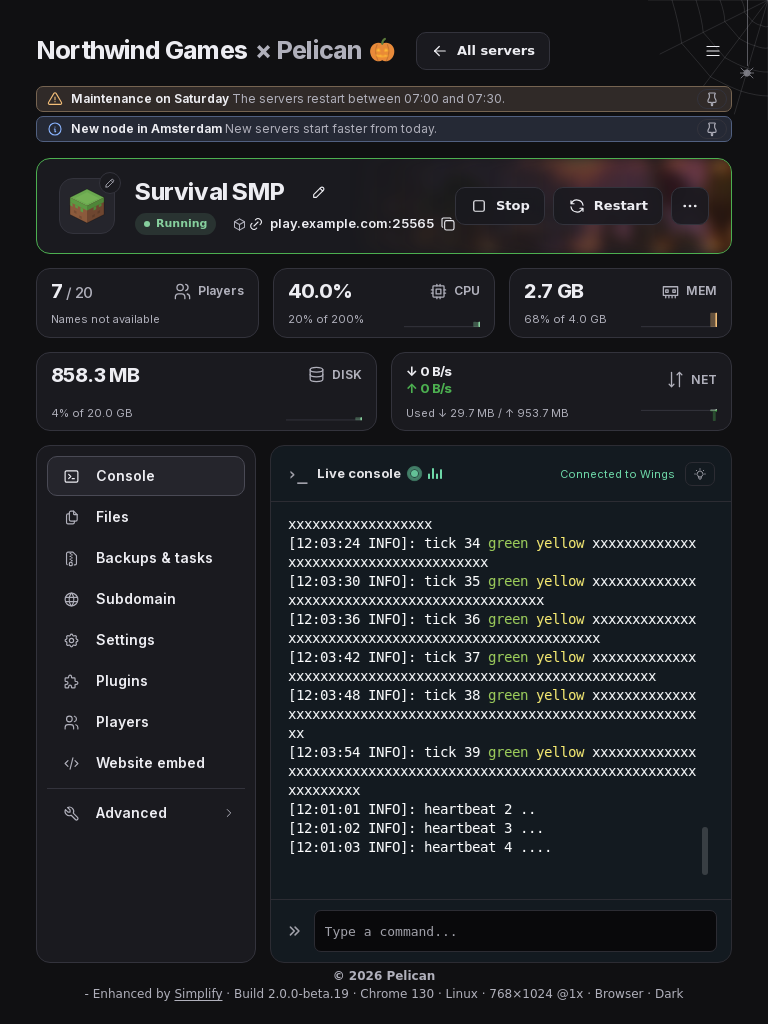 Northwind Games × Pelican 🎃
All servers
Maintenance on Saturday The servers restart between 07:00 and 07:30.
New node in Amsterdam New servers start faster from today.
Survival SMP
Running
play.example.com:25565
Stop
Restart
7 / 20
Players
Names not available
40.0%
CPU
20% of 200%
2.7 GB
MEM
68% of 4.0 GB
858.3 MB
DISK
4% of 20.0 GB
↓ 0 B/s
↑ 0 B/s
NET
Used ↓ 29.7 MB / ↑ 953.7 MB
Console
Files
Backups & tasks
Subdomain
Settings
Plugins
Players
Website embed
Advanced
Live console
Connected to Wings
xxxxxxxxxxxxxxxxxx
[12:03:24 INFO]: tick 34 green yellow xxxxxxxxxxxxx
xxxxxxxxxxxxxxxxxxxxxxxxx
[12:03:30 INFO]: tick 35 green yellow xxxxxxxxxxxxx
xxxxxxxxxxxxxxxxxxxxxxxxxxxxxxxx
[12:03:36 INFO]: tick 36 green yellow xxxxxxxxxxxxx
xxxxxxxxxxxxxxxxxxxxxxxxxxxxxxxxxxxxxxx
[12:03:42 INFO]: tick 37 green yellow xxxxxxxxxxxxx
xxxxxxxxxxxxxxxxxxxxxxxxxxxxxxxxxxxxxxxxxxxxxx
[12:03:48 INFO]: tick 38 green yellow xxxxxxxxxxxxx
xxxxxxxxxxxxxxxxxxxxxxxxxxxxxxxxxxxxxxxxxxxxxxxxxxx
xx
[12:03:54 INFO]: tick 39 green yellow xxxxxxxxxxxxx
xxxxxxxxxxxxxxxxxxxxxxxxxxxxxxxxxxxxxxxxxxxxxxxxxxx
xxxxxxxxx
[12:01:01 INFO]: heartbeat 2 ..
[12:01:02 INFO]: heartbeat 3 ...
[12:01:03 INFO]: heartbeat 4 ....
Type a command...
© 2026 Pelican
- Enhanced by Simplify · Build 2.0.0-beta.19 · Chrome 130 · Linux · 768×1024 @1x · Browser · Dark